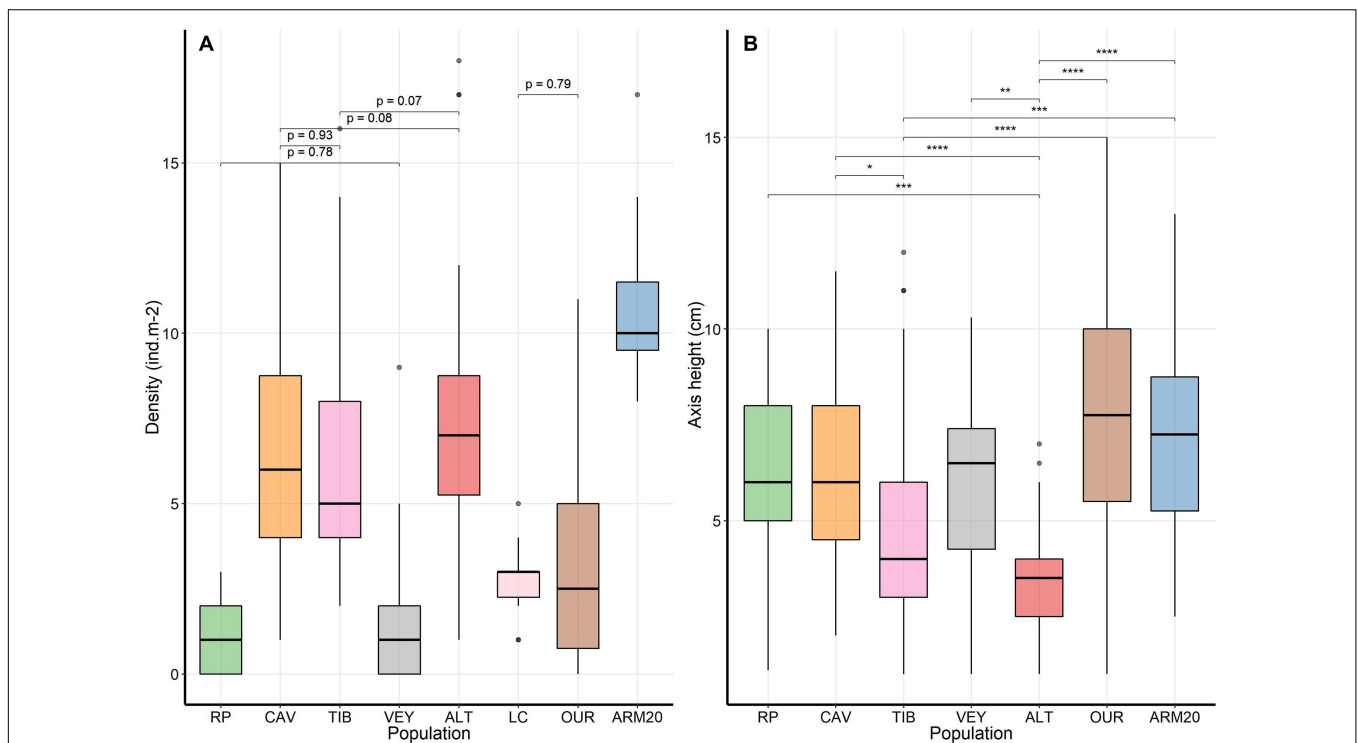 A
p = 0.79
p = 0.07
p = 0.08
p = 0.93
p = 0.78
Density (ind.m-2)
15
10
5
0
RP CAV TIB VEY ALT LC OUR ARM20
Population
B
****
****
**
***
****
****
*
***
Axis height (cm)
15
10
5
RP CAV TIB VEY ALT OUR ARM20
Population